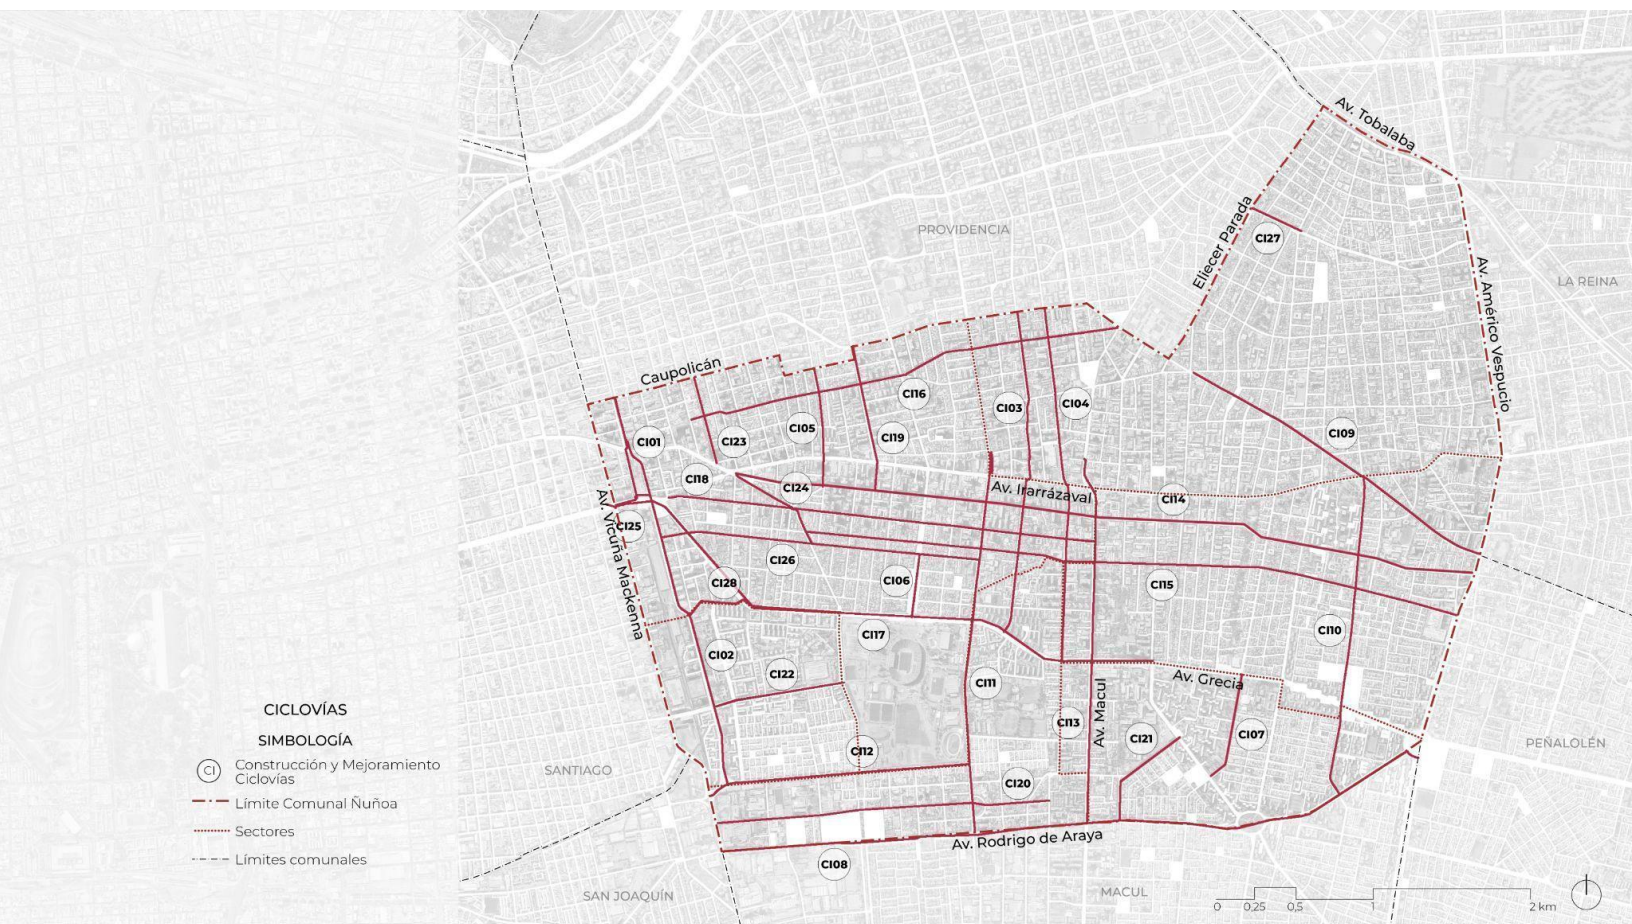 Av. Tobalaba
Eliecer Parada
PROVIDENCIA
CI27
Av. Américo Vespucio
LA REINA
Caupolicán
CI16
CI03
CI04
CI01
CI23
CI05
CI19
CI09
CI18
CI24
Av. Irarrázaval
CI14
Av. Vicuña Mackenna
CI25
CI26
CI28
CI06
CI15
CI17
CI10
CI02
CI22
CI11
Av. Grecia
Av. Macul
CI13
CI21
CI07
CI12
PEÑALOLÉN
SANTIAGO
CI20
Av. Rodrigo de Araya
CI08
SAN JOAQUÍN
MACUL
CICLOVÍAS
SIMBOLOGÍA
CI Construcción y Mejoramiento
Ciclovías
Límite Comunal Ñuñoa
Sectores
Límites comunales
0 0,25 0,5 1 2 km